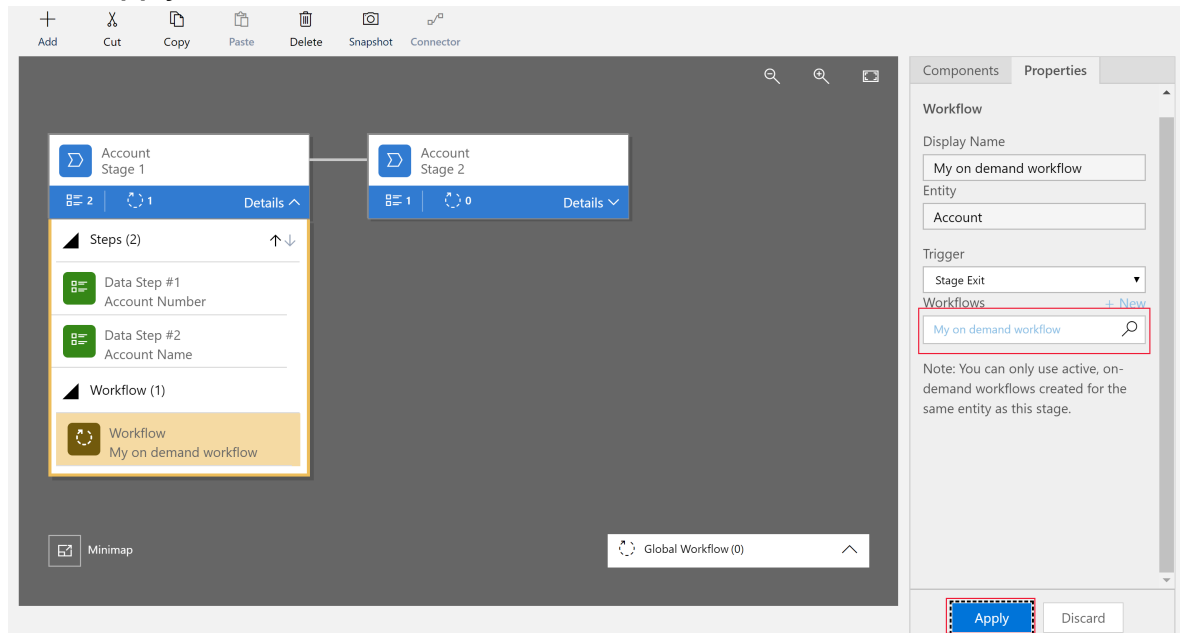 Add Cut Copy Paste Delete Snapshot Connector
Components Properties
Workflow
Display Name
My on demand workflow
Entity
Account
Trigger
Stage Exit
Workflows + New
My on demand workflow
Note: You can only use active, on-
demand workflows created for the
same entity as this stage.
Apply Discard
Account
Stage 1
2 1 Details
Steps (2)
Data Step #1
Account Number
Data Step #2
Account Name
Workflow (1)
Workflow
My on demand workflow
Account
Stage 2
1 0 Details
Minimap
Global Workflow (0)